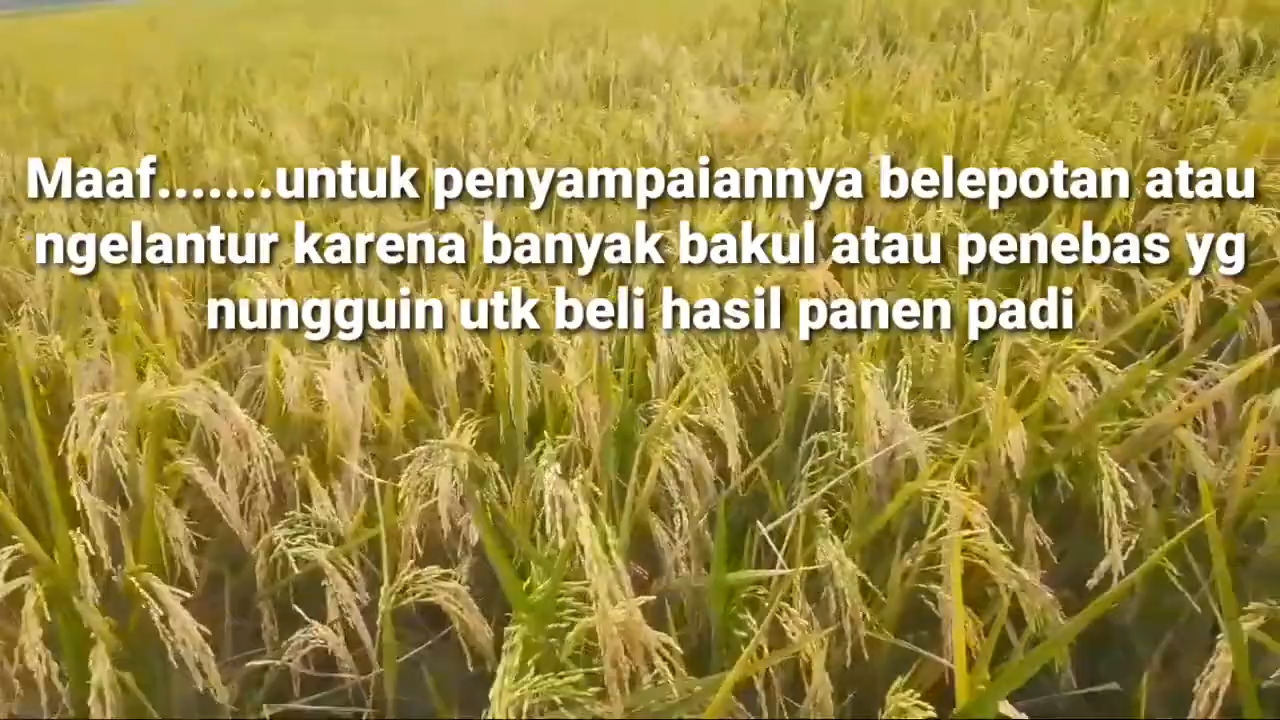 Maaf.......untuk penyampaiannya belepotan atau
ngelantur karena banyak bakul atau penebas yg
nungguin utk beli hasil panen padi